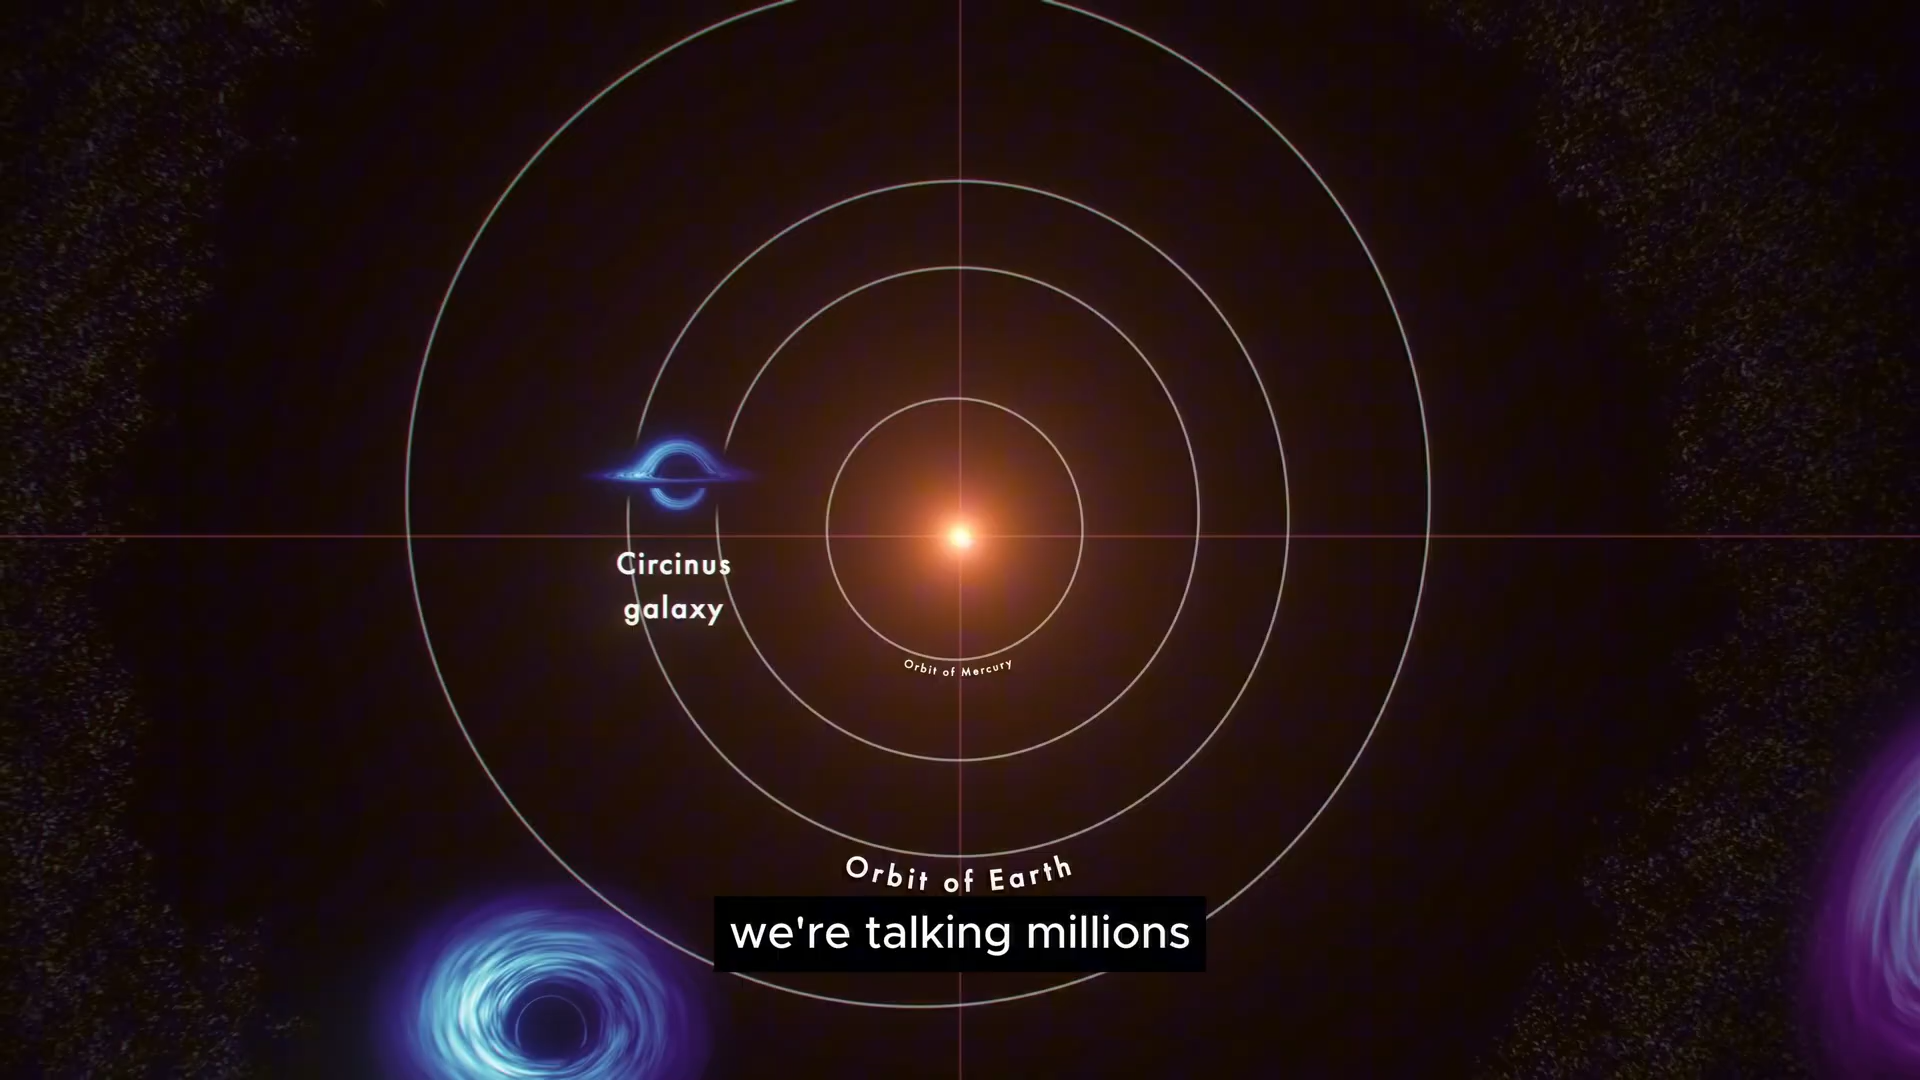 Circinus
galaxy
Orbit of Mercury
Orbit of Earth
we're talking millions